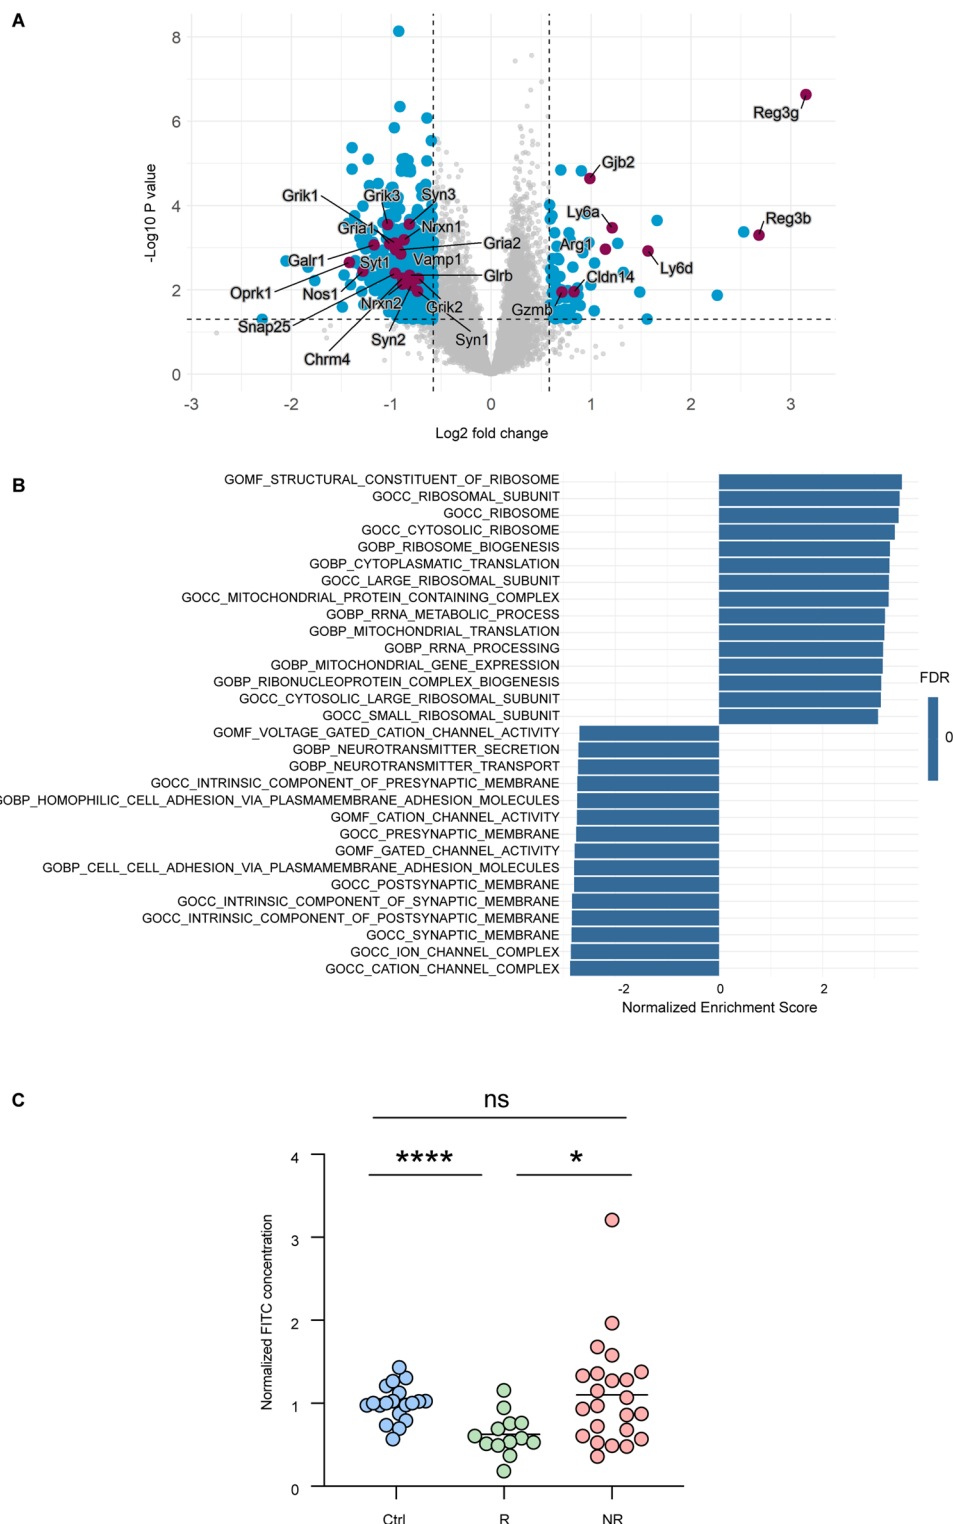 A
8
6
4
2
0
-Log10 P value
-3
-2
-1
0
1
2
3
Log2 fold change
Reg3g
Gjb2
Grik1
Grik3
Syn3
Ly6a
Reg3b
Gria1
Nrxn1
Gria2
Arg1
Galr1
Syt1
Vamp1
Ly6d
Glrb
Cldn14
Oprk1
Nos1
Nrxn2
Grik2
Gzmb
Snap25
Syn2
Syn1
Chrm4
B
GOMF_STRUCTURAL_CONSTITUENT_OF_RIBOSOME
GOCC_RIBOSOMAL_SUBUNIT
GOCC_RIBOSOME
GOCC_CYTOSOLIC_RIBOSOME
GOBP_RIBOSOME_BIOGENESIS
GOBP_CYTOPLASMATIC_TRANSLATION
GOCC_LARGE_RIBOSOMAL_SUBUNIT
GOCC_MITOCHONDRIAL_PROTEIN_CONTAINING_COMPLEX
GOBP_RRNA_METABOLIC_PROCESS
GOBP_MITOCHONDRIAL_TRANSLATION
GOBP_RRNA_PROCESSING
GOBP_MITOCHONDRIAL_GENE_EXPRESSION
GOBP_RIBONUCLEOPROTEIN_COMPLEX_BIOGENESIS
GOCC_CYTOSOLIC_LARGE_RIBOSOMAL_SUBUNIT
GOCC_SMALL_RIBOSOMAL_SUBUNIT
GOMF_VOLTAGE_GATED_CATION_CHANNEL_ACTIVITY
GOBP_NEUROTRANSMITTER_SECRETION
GOBP_NEUROTRANSMITTER_TRANSPORT
GOCC_INTRINSIC_COMPONENT_OF_PRESYNAPTIC_MEMBRANE
GOBP_HOMOPHILIC_CELL_ADHESION_VIA_PLASMAMEMBRANE_ADHESION_MOLECULES
GOMF_CATION_CHANNEL_ACTIVITY
GOCC_PRESYNAPTIC_MEMBRANE
GOMF_GATED_CHANNEL_ACTIVITY
GOBP_CELL_CELL_ADHESION_VIA_PLASMAMEMBRANE_ADHESION_MOLECULES
GOCC_POSTSYNAPTIC_MEMBRANE
GOCC_INTRINSIC_COMPONENT_OF_SYNAPTIC_MEMBRANE
GOCC_INTRINSIC_COMPONENT_OF_POSTSYNAPTIC_MEMBRANE
GOCC_SYNAPTIC_MEMBRANE
GOCC_ION_CHANNEL_COMPLEX
GOCC_CATION_CHANNEL_COMPLEX
-2
0
2
Normalized Enrichment Score
FDR
0
C
ns
****
*
4
3
2
1
0
Normalized FITC concentration
Ctrl
R
NR